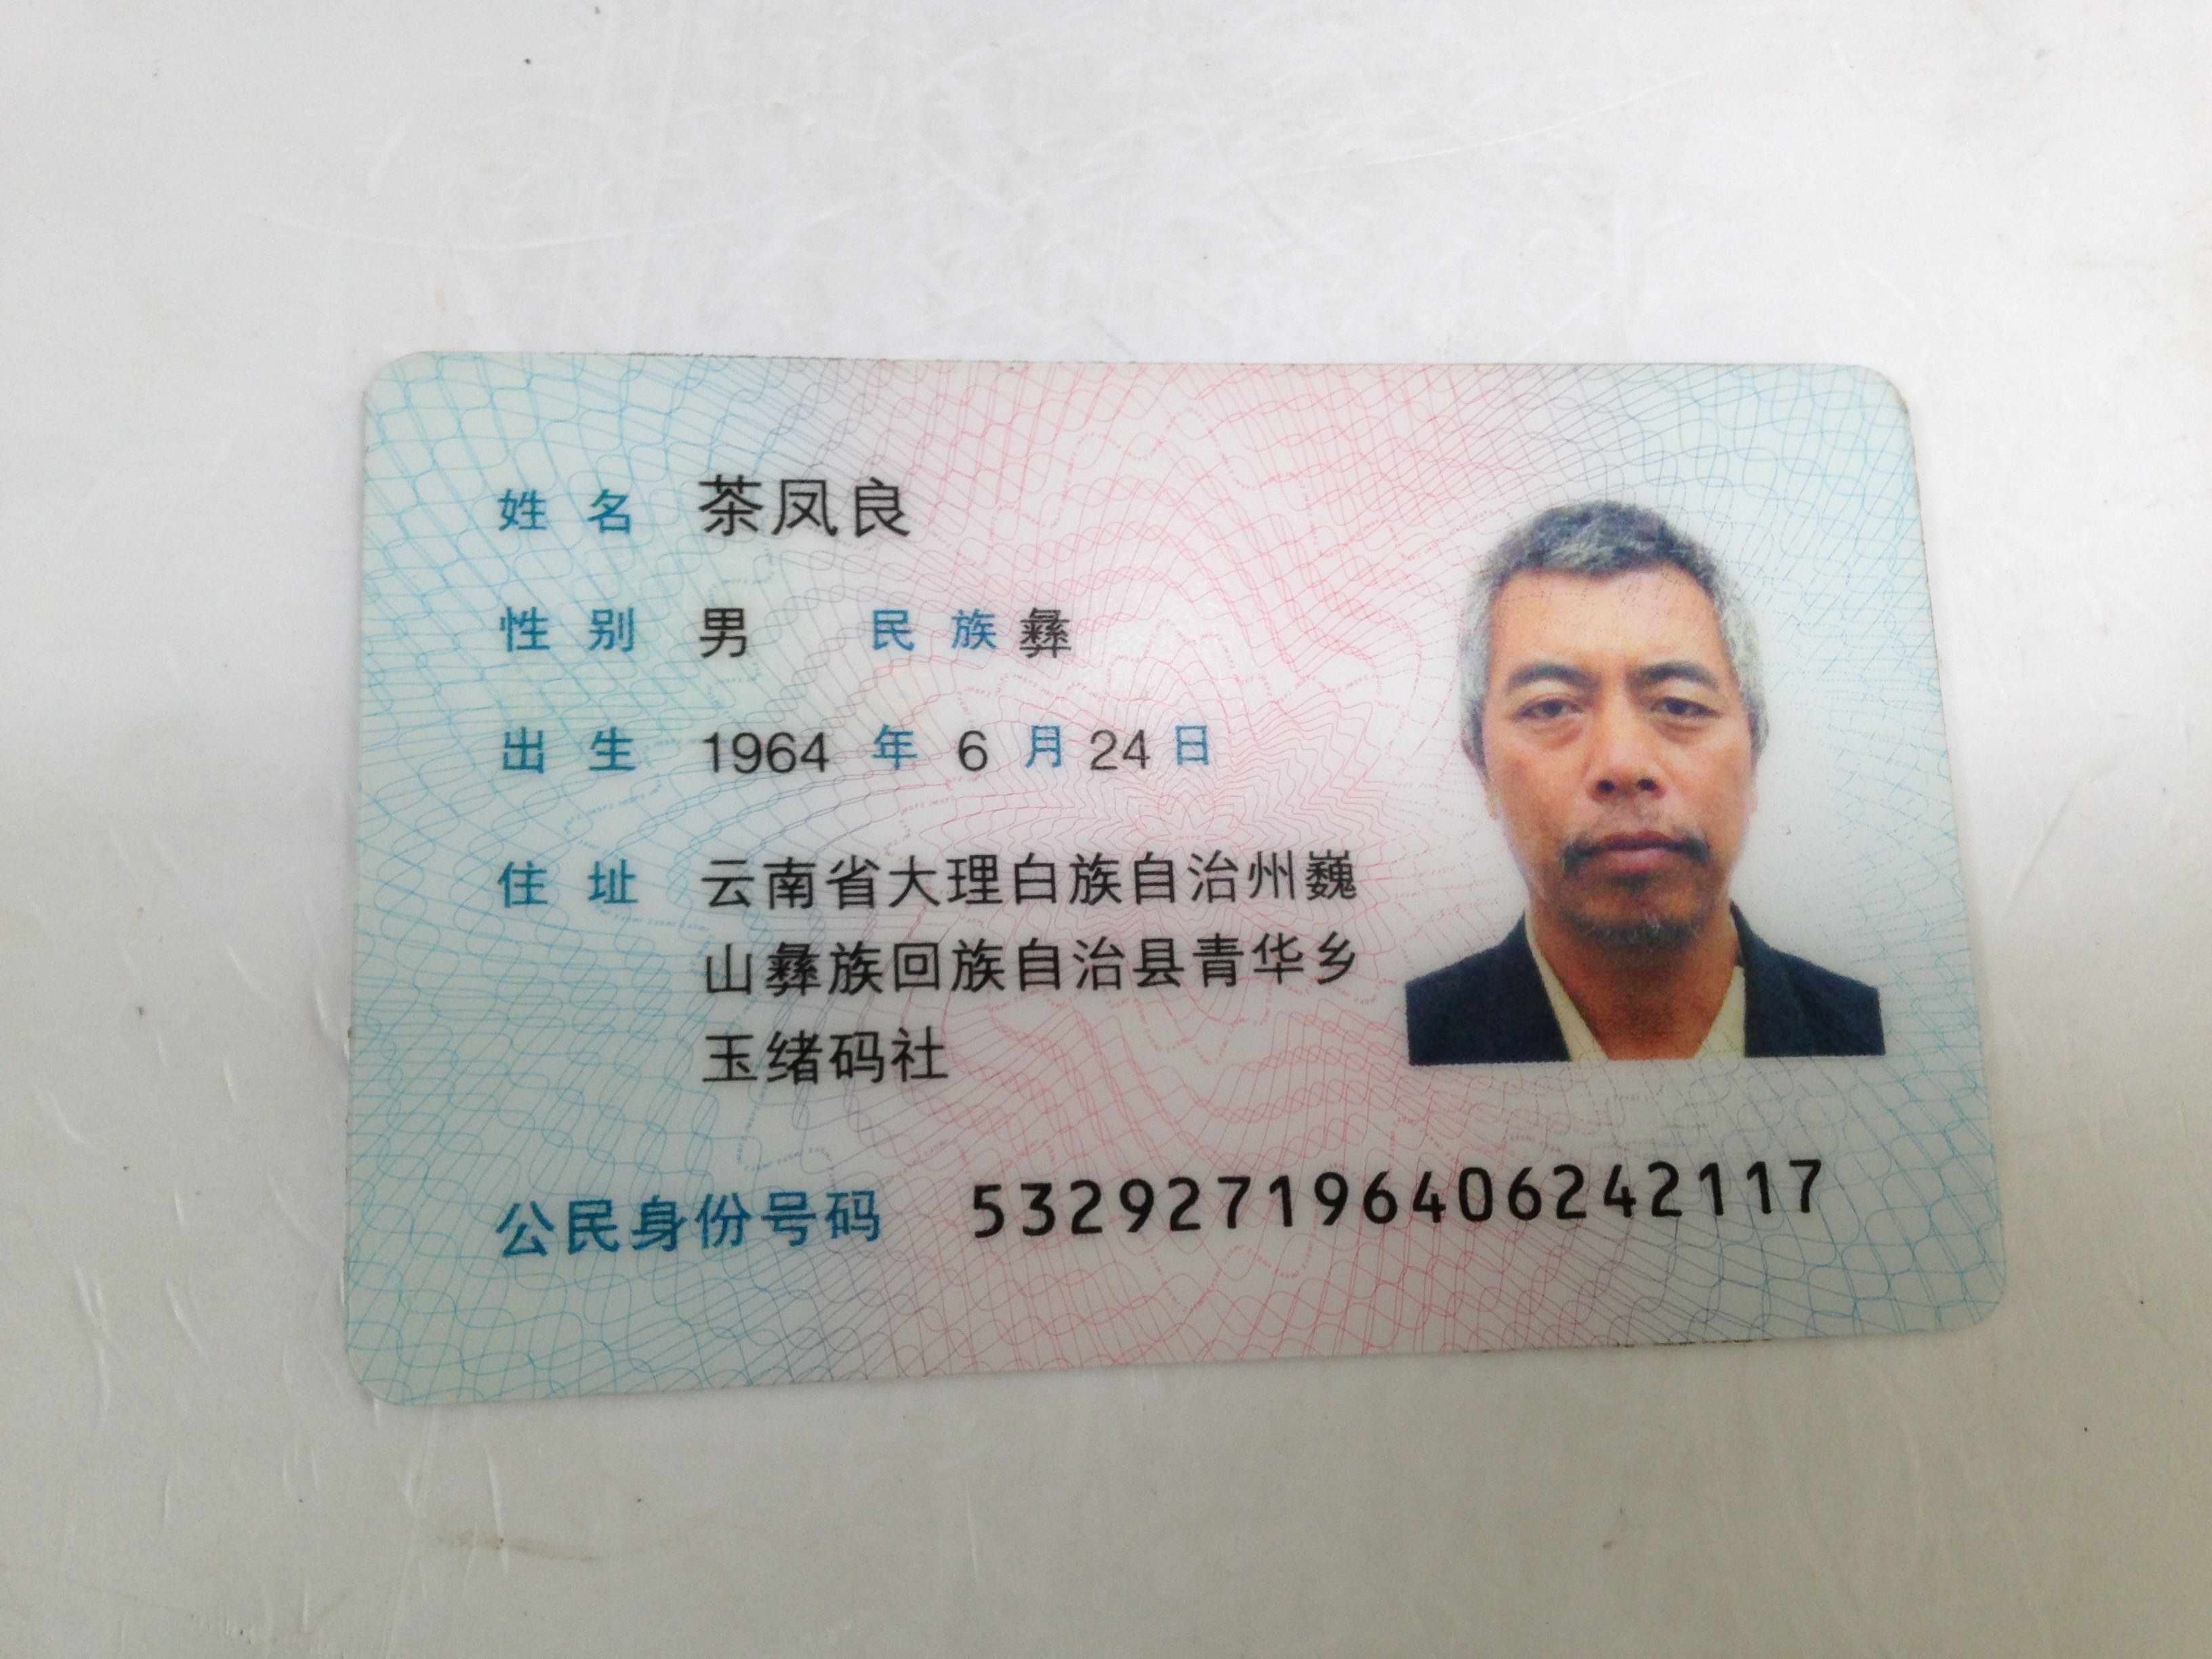 姓名 茶凤良
性别 男 民族 彝
出生 1964 年 6 月 24 日
住址 云南省大理白族自治州巍
山彝族回族自治县青华乡
玉绪码社
公民身份号码 532927196406242117